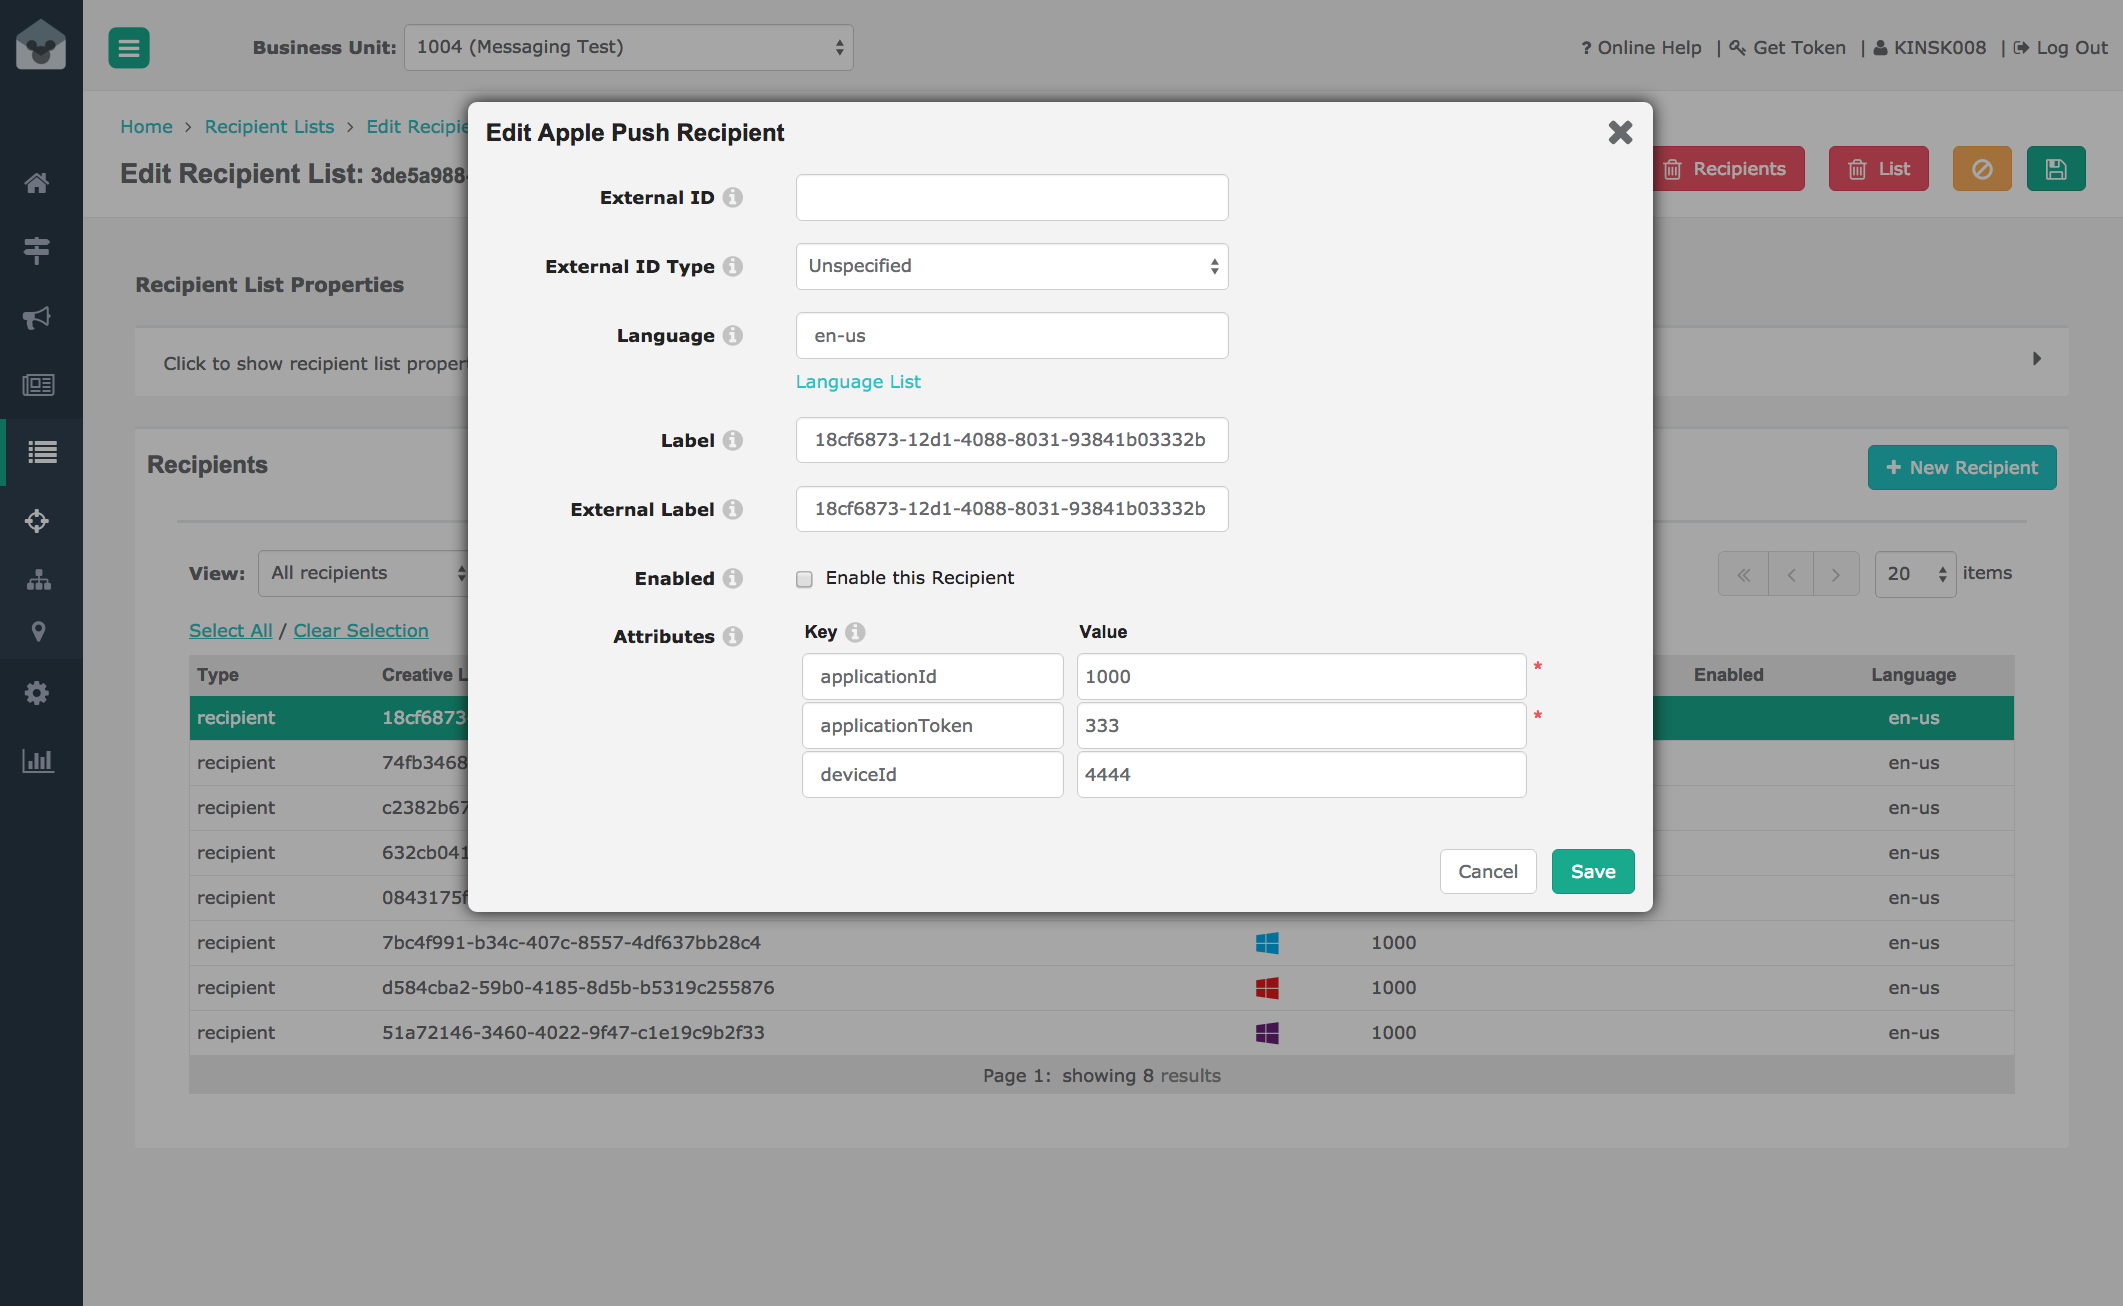 Business Unit: 1004 (Messaging Test) ? Online Help | Get Token | KINSK008 | Log Out
Home > Recipient Lists > Edit Recipie
Edit Recipient List: 3de5a988- Recipients List
Edit Apple Push Recipient
External ID
External ID Type Unspecified
Language en-us
Language List
Label 18cf6873-12d1-4088-8031-93841b03332b
External Label 18cf6873-12d1-4088-8031-93841b03332b
Enabled Enable this Recipient
Attributes Key Value
applicationId 1000 *
applicationToken 333 *
deviceId 4444
Cancel Save
Recipient List Properties
Click to show recipient list proper
Recipients + New Recipient
View: All recipients 20 items
Select All / Clear Selection
Type Creative L Enabled Language
recipient 18cf6873- en-us
recipient 74fb3468 en-us
recipient c2382b67 en-us
recipient 632cb041 en-us
recipient 0843175f en-us
recipient 7bc4f991-b34c-407c-8557-4df637bb28c4 1000 en-us
recipient d584cba2-59b0-4185-8d5b-b5319c255876 1000 en-us
recipient 51a72146-3460-4022-9f47-c1e19c9b2f33 1000 en-us
Page 1: showing 8 results